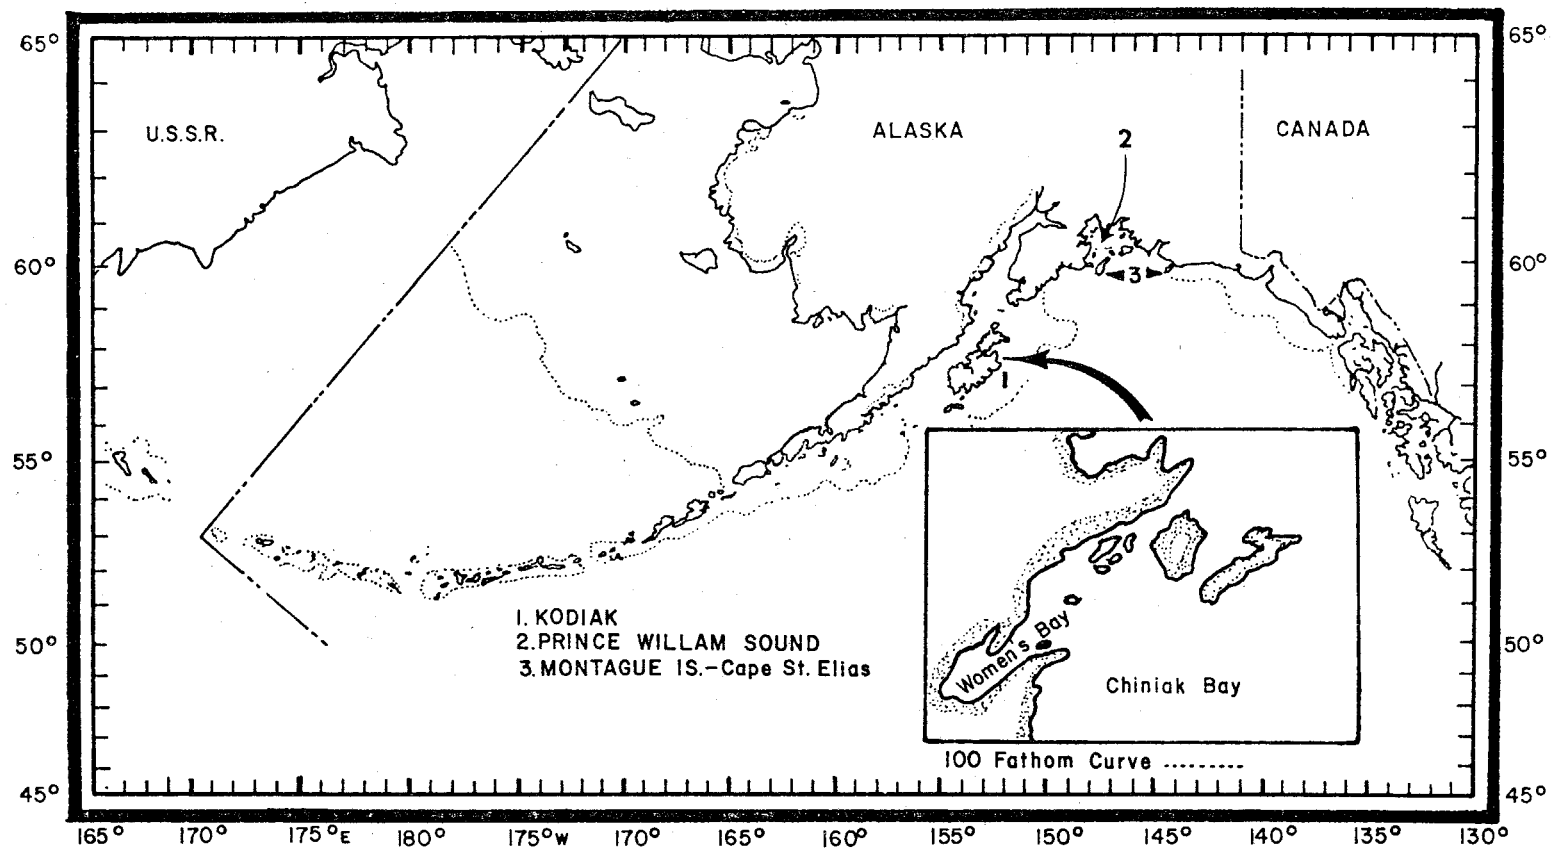 65°
65°
U.S.S.R.
ALASKA
CANADA
2
60°
60°
3
1
55°
55°
50°
50°
1. KODIAK
2. PRINCE WILLAM SOUND
3. MONTAGUE IS.-Cape St. Elias
Women's Bay
Chiniak Bay
100 Fathom Curve ..........
45°
45°
165° 170° 175°E 180° 175°W 170° 165° 160° 155° 150° 145° 140° 135° 130°